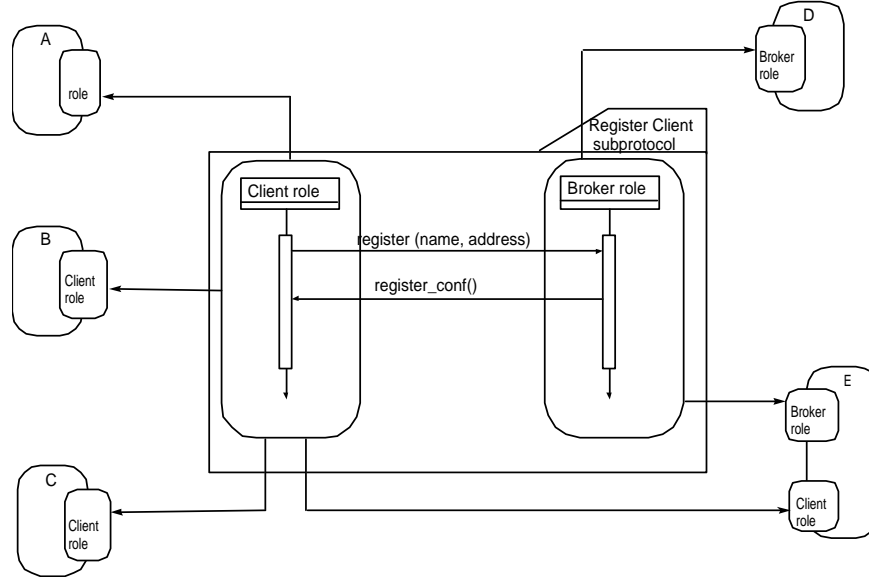 A
role
D
Broker
role
Register Client
subprotocol
Client role
Broker role
register (name, address)
register_conf()
B
Client
role
E
Broker
role
C
Client
role
Client
role